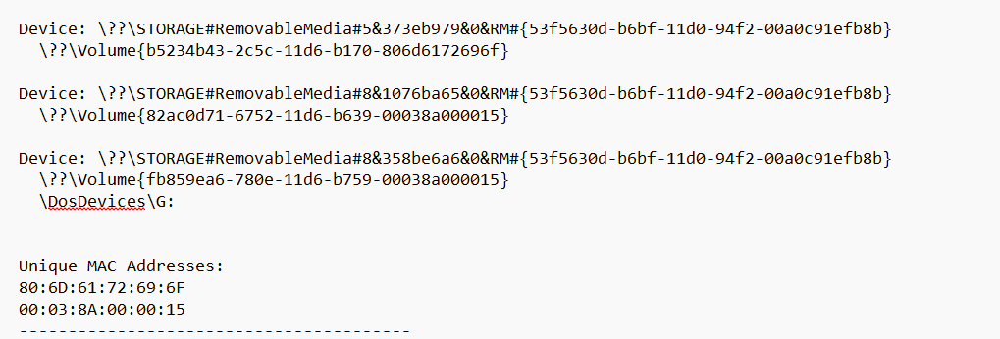 Device: \??\STORAGE#RemovableMedia#5&373eb979&0&RM#{53f5630d-b6bf-11d0-94f2-00a0c91efb8b}
\??\Volume{b5234b43-2c5c-11d6-b170-806d6172696f}
Device: \??\STORAGE#RemovableMedia#8&1076ba65&0&RM#{53f5630d-b6bf-11d0-94f2-00a0c91efb8b}
\??\Volume{82ac0d71-6752-11d6-b639-00038a000015}
Device: \??\STORAGE#RemovableMedia#8&358be6a6&0&RM#{53f5630d-b6bf-11d0-94f2-00a0c91efb8b}
\??\Volume{fb859ea6-780e-11d6-b759-00038a000015}
\DosDevices\G:
Unique MAC Addresses:
80:6D:61:72:69:6F
00:03:8A:00:00:15
----------------------------------------